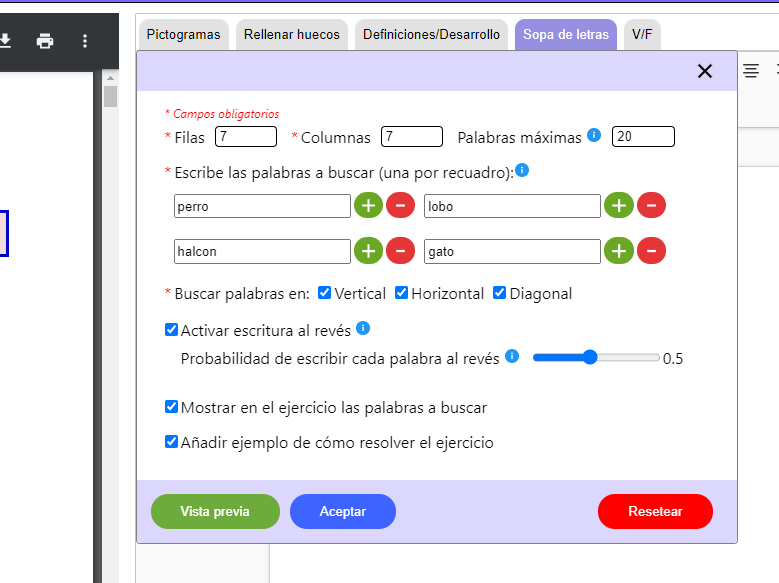 Pictogramas Rellenar huecos Definiciones/Desarrollo Sopa de letras V/F
* Campos obligatorios
* Filas 7 * Columnas 7 Palabras máximas 20
* Escribe las palabras a buscar (una por recuadro):
perro lobo
halcon gato
* Buscar palabras en: Vertical Horizontal Diagonal
Activar escritura al revés
Probabilidad de escribir cada palabra al revés 0.5
Mostrar en el ejercicio las palabras a buscar
Añadir ejemplo de cómo resolver el ejercicio
Vista previa Aceptar Resetear